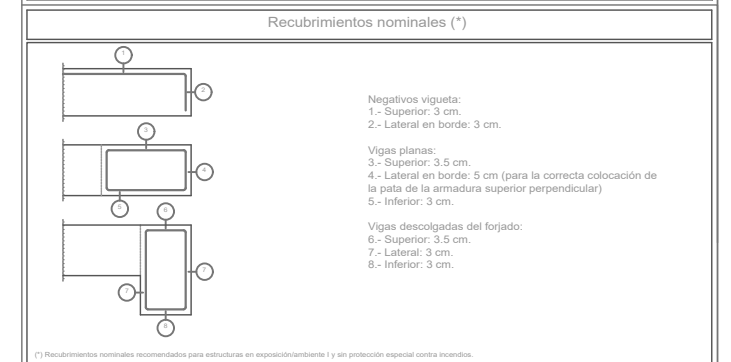 Recubrimientos nominales (*)
1
2
3
4
5
6
7
7
8
Negativos vigueta:
1.- Superior: 3 cm.
2.- Lateral en borde: 3 cm.
Vigas planas:
3.- Superior: 3.5 cm.
4.- Lateral en borde: 5 cm (para la correcta colocación de
la pata de la armadura superior perpendicular)
5.- Inferior: 3 cm.
Vigas descolgadas del forjado:
6.- Superior: 3.5 cm.
7.- Lateral: 3 cm.
8.- Inferior: 3 cm.
(*) Recubrimientos nominales recomendados para estructuras en exposición/ambiente I y sin protección especial contra incendios.